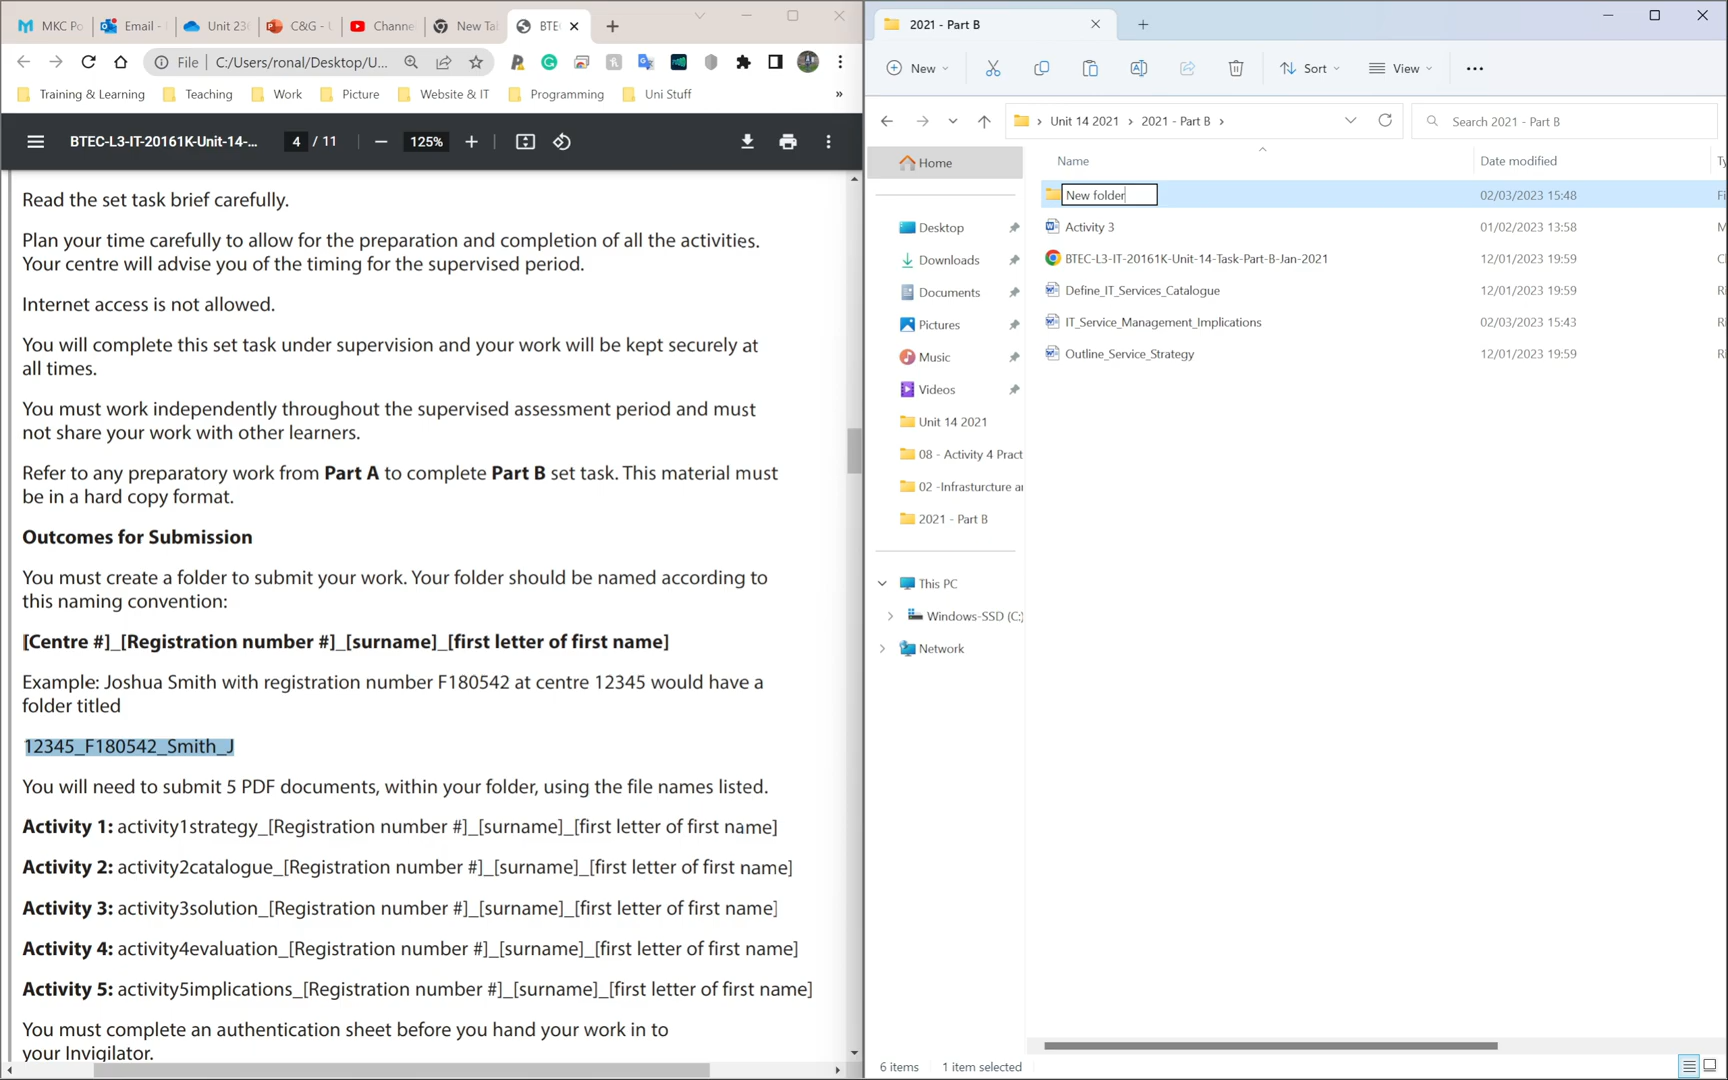 MKC Po
Email -
Unit 230
C&G - U
Channe
New Tab
BTE
File
C:/Users/ronal/Desktop/U...
Training & Learning
Teaching
Work
Picture
Website & IT
Programming
Uni Stuff
»
BTEC-L3-IT-20161K-Unit-14-...
4 / 11
125%
Read the set task brief carefully.
Plan your time carefully to allow for the preparation and completion of all the activities.
Your centre will advise you of the timing for the supervised period.
Internet access is not allowed.
You will complete this set task under supervision and your work will be kept securely at
all times.
You must work independently throughout the supervised assessment period and must
not share your work with other learners.
Refer to any preparatory work from Part A to complete Part B set task. This material must
be in a hard copy format.
Outcomes for Submission
You must create a folder to submit your work. Your folder should be named according to
this naming convention:
[Centre #]_[Registration number #]_[surname]_[first letter of first name]
Example: Joshua Smith with registration number F180542 at centre 12345 would have a
folder titled
12345_F180542_Smith_J
You will need to submit 5 PDF documents, within your folder, using the file names listed.
Activity 1: activity1strategy_[Registration number #]_[surname]_[first letter of first name]
Activity 2: activity2catalogue_[Registration number #]_[surname]_[first letter of first name]
Activity 3: activity3solution_[Registration number #]_[surname]_[first letter of first name]
Activity 4: activity4evaluation_[Registration number #]_[surname]_[first letter of first name]
Activity 5: activity5implications_[Registration number #]_[surname]_[first letter of first name]
You must complete an authentication sheet before you hand your work in to
your Invigilator.
2021 - Part B
New
Sort
View
Unit 14 2021 > 2021 - Part B >
Search 2021 - Part B
Home
Desktop
Downloads
Documents
Pictures
Music
Videos
Unit 14 2021
08 - Activity 4 Pract
02 -Infrasturcture an
2021 - Part B
This PC
Windows-SSD (C:)
Network
Name
Date modified
Ty
New folder
02/03/2023 15:48
Fi
Activity 3
01/02/2023 13:58
M
BTEC-L3-IT-20161K-Unit-14-Task-Part-B-Jan-2021
12/01/2023 19:59
Cl
Define_IT_Services_Catalogue
12/01/2023 19:59
Ri
IT_Service_Management_Implications
02/03/2023 15:43
Ri
Outline_Service_Strategy
12/01/2023 19:59
Ri
6 items
1 item selected